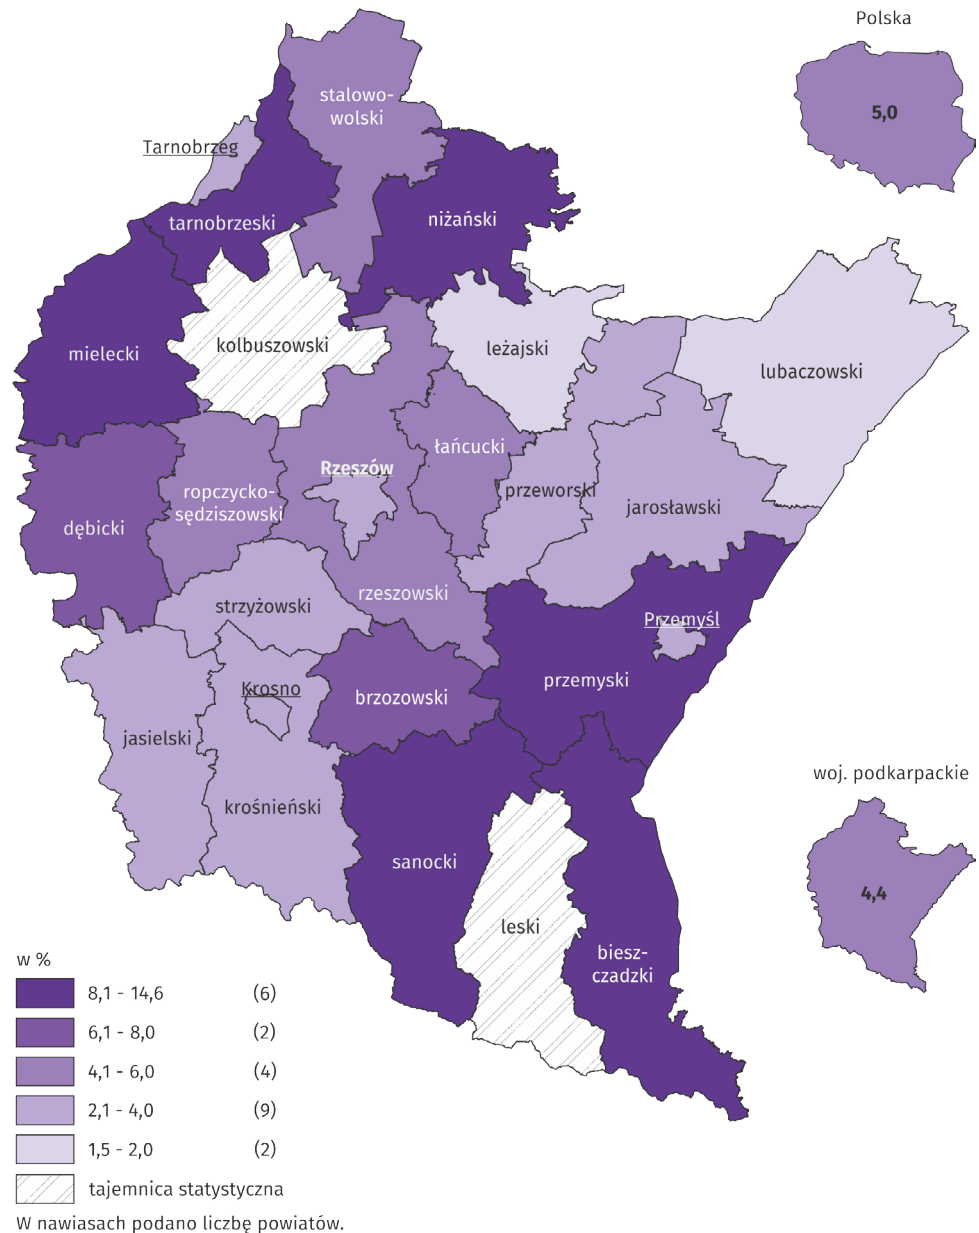 Polska
5,0
stalowo-
wolski
Tarnobrzeg
tarnobrzeski
niżański
mielecki
kolbuszowski
leżajski
lubaczowski
łańcucki
Rzeszów
ropczycko-
sędziszowski
przeworski
jarosławski
dębicki
rzeszowski
strzyżowski
Przemyśl
przemyski
Krosno
brzozowski
jasielski
krośnieński
woj. podkarpackie
4,4
sanocki
leski
biesz-
czadzki
w %
8,1 - 14,6 (6)
6,1 - 8,0 (2)
4,1 - 6,0 (4)
2,1 - 4,0 (9)
1,5 - 2,0 (2)
tajemnica statystyczna
W nawiasach podano liczbę powiatów.